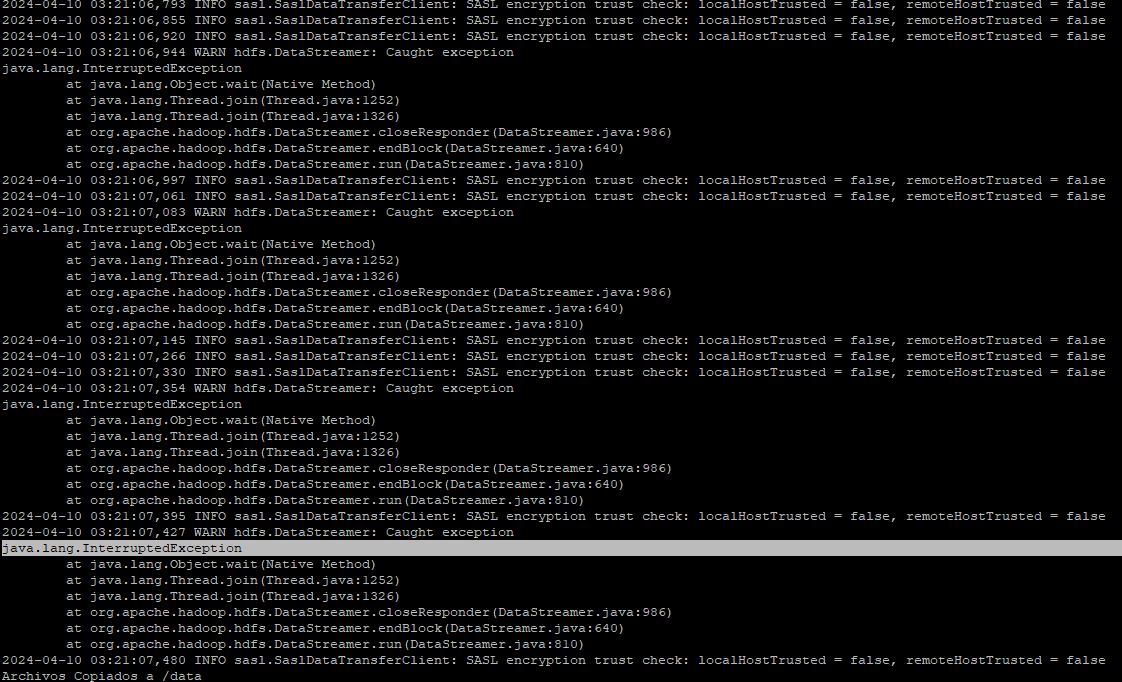 2024-04-10 03:21:06,793 INFO sasl.SaslDataTransferClient: SASL encryption trust check: localHostTrusted = false, remoteHostTrusted = false
2024-04-10 03:21:06,855 INFO sasl.SaslDataTransferClient: SASL encryption trust check: localHostTrusted = false, remoteHostTrusted = false
2024-04-10 03:21:06,920 INFO sasl.SaslDataTransferClient: SASL encryption trust check: localHostTrusted = false, remoteHostTrusted = false
2024-04-10 03:21:06,944 WARN hdfs.DataStreamer: Caught exception
java.lang.InterruptedException
        at java.lang.Object.wait(Native Method)
        at java.lang.Thread.join(Thread.java:1252)
        at java.lang.Thread.join(Thread.java:1326)
        at org.apache.hadoop.hdfs.DataStreamer.closeResponder(DataStreamer.java:986)
        at org.apache.hadoop.hdfs.DataStreamer.endBlock(DataStreamer.java:640)
        at org.apache.hadoop.hdfs.DataStreamer.run(DataStreamer.java:810)
2024-04-10 03:21:06,997 INFO sasl.SaslDataTransferClient: SASL encryption trust check: localHostTrusted = false, remoteHostTrusted = false
2024-04-10 03:21:07,061 INFO sasl.SaslDataTransferClient: SASL encryption trust check: localHostTrusted = false, remoteHostTrusted = false
2024-04-10 03:21:07,083 WARN hdfs.DataStreamer: Caught exception
java.lang.InterruptedException
        at java.lang.Object.wait(Native Method)
        at java.lang.Thread.join(Thread.java:1252)
        at java.lang.Thread.join(Thread.java:1326)
        at org.apache.hadoop.hdfs.DataStreamer.closeResponder(DataStreamer.java:986)
        at org.apache.hadoop.hdfs.DataStreamer.endBlock(DataStreamer.java:640)
        at org.apache.hadoop.hdfs.DataStreamer.run(DataStreamer.java:810)
2024-04-10 03:21:07,145 INFO sasl.SaslDataTransferClient: SASL encryption trust check: localHostTrusted = false, remoteHostTrusted = false
2024-04-10 03:21:07,266 INFO sasl.SaslDataTransferClient: SASL encryption trust check: localHostTrusted = false, remoteHostTrusted = false
2024-04-10 03:21:07,330 INFO sasl.SaslDataTransferClient: SASL encryption trust check: localHostTrusted = false, remoteHostTrusted = false
2024-04-10 03:21:07,354 WARN hdfs.DataStreamer: Caught exception
java.lang.InterruptedException
        at java.lang.Object.wait(Native Method)
        at java.lang.Thread.join(Thread.java:1252)
        at java.lang.Thread.join(Thread.java:1326)
        at org.apache.hadoop.hdfs.DataStreamer.closeResponder(DataStreamer.java:986)
        at org.apache.hadoop.hdfs.DataStreamer.endBlock(DataStreamer.java:640)
        at org.apache.hadoop.hdfs.DataStreamer.run(DataStreamer.java:810)
2024-04-10 03:21:07,395 INFO sasl.SaslDataTransferClient: SASL encryption trust check: localHostTrusted = false, remoteHostTrusted = false
2024-04-10 03:21:07,427 WARN hdfs.DataStreamer: Caught exception
java.lang.InterruptedException
        at java.lang.Object.wait(Native Method)
        at java.lang.Thread.join(Thread.java:1252)
        at java.lang.Thread.join(Thread.java:1326)
        at org.apache.hadoop.hdfs.DataStreamer.closeResponder(DataStreamer.java:986)
        at org.apache.hadoop.hdfs.DataStreamer.endBlock(DataStreamer.java:640)
        at org.apache.hadoop.hdfs.DataStreamer.run(DataStreamer.java:810)
2024-04-10 03:21:07,480 INFO sasl.SaslDataTransferClient: SASL encryption trust check: localHostTrusted = false, remoteHostTrusted = false
Archivos Copiados a /data